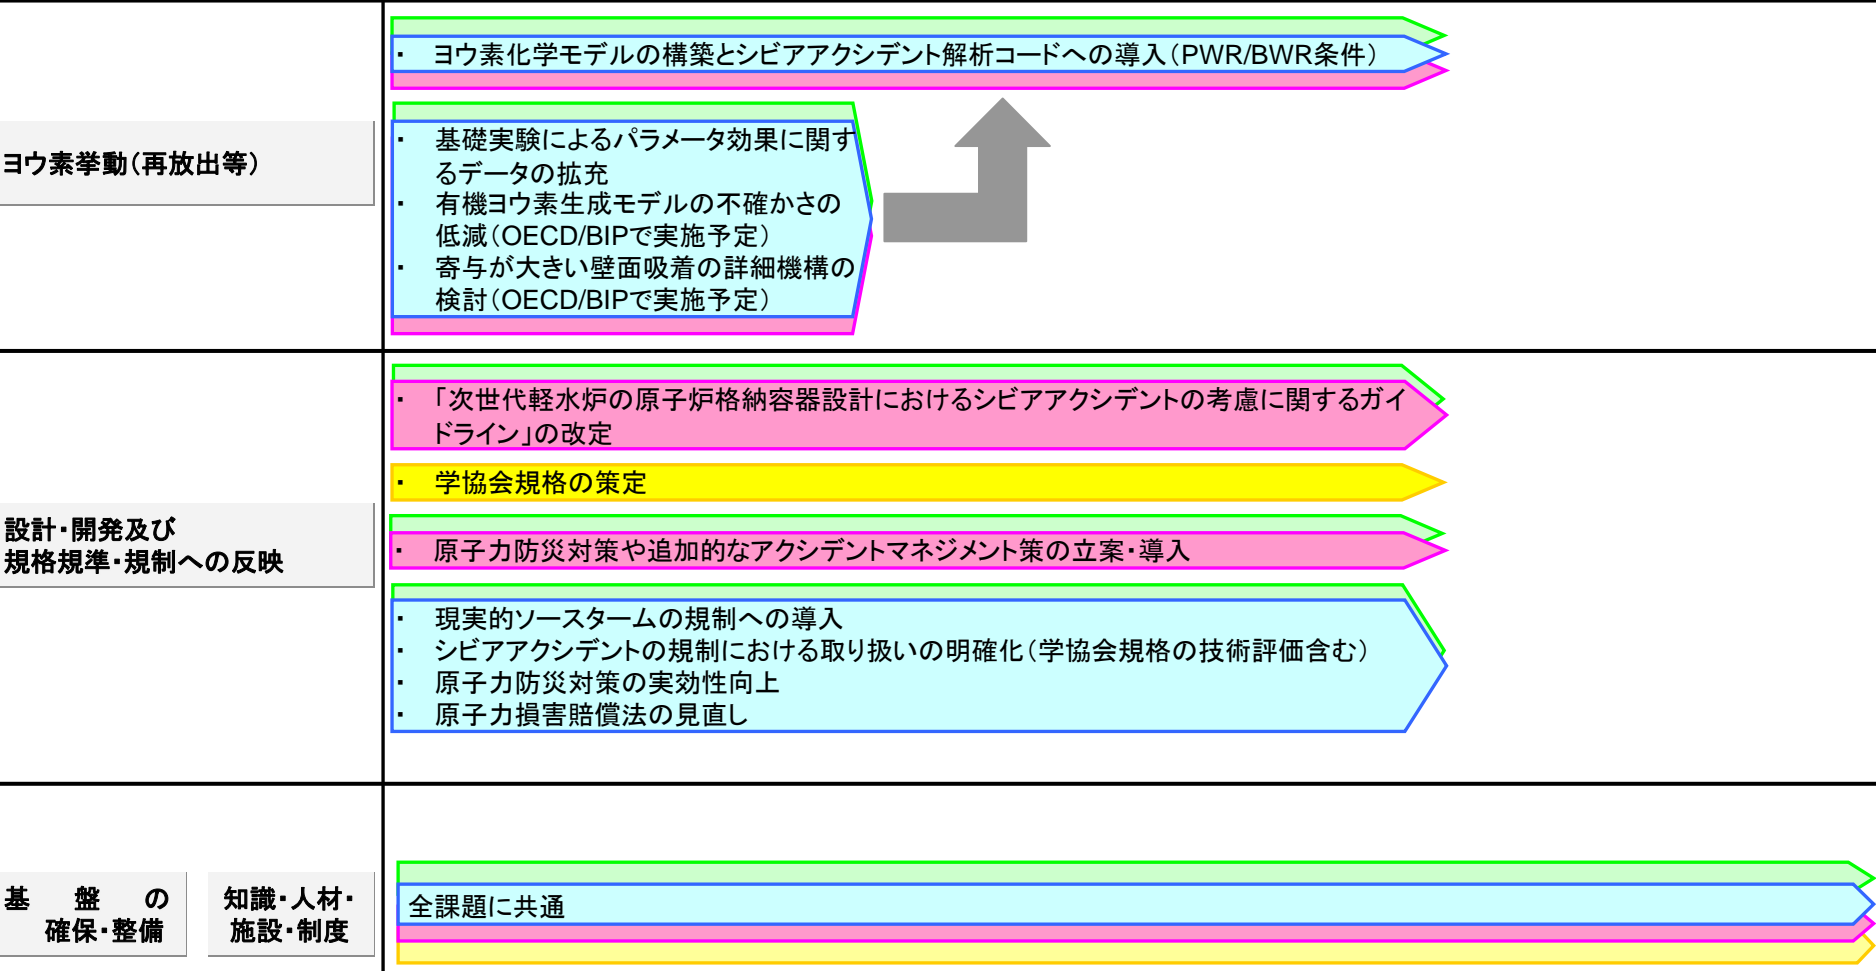 ・ ヨウ素化学モデルの構築とシビアアクシデント解析コードへの導入（PWR/BWR条件）
ヨウ素挙動（再放出等）
・ 基礎実験によるパラメータ効果に関す
るデータの拡充
・ 有機ヨウ素生成モデルの不確かさの
低減（OECD/BIPで実施予定）
・ 寄与が大きい壁面吸着の詳細機構の
検討（OECD/BIPで実施予定）
設計・開発及び
規格規準・規制への反映
・ 「次世代軽水炉の原子炉格納容器設計におけるシビアアクシデントの考慮に関するガイ
ドライン」の改定
・ 学協会規格の策定
・ 原子力防災対策や追加的なアクシデントマネジメント策の立案・導入
・ 現実的ソースタームの規制への導入
・ シビアアクシデントの規制における取り扱いの明確化（学協会規格の技術評価含む）
・ 原子力防災対策の実効性向上
・ 原子力損害賠償法の見直し
基 盤 の
確保・整備
知識・人材・
施設・制度
全課題に共通